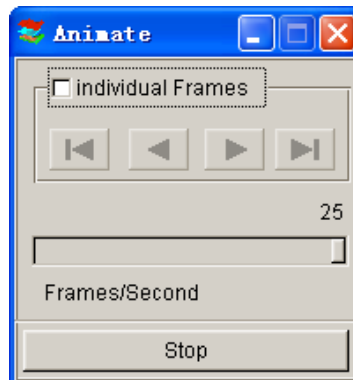 Animate
individual Frames
25
Frames/Second
Stop